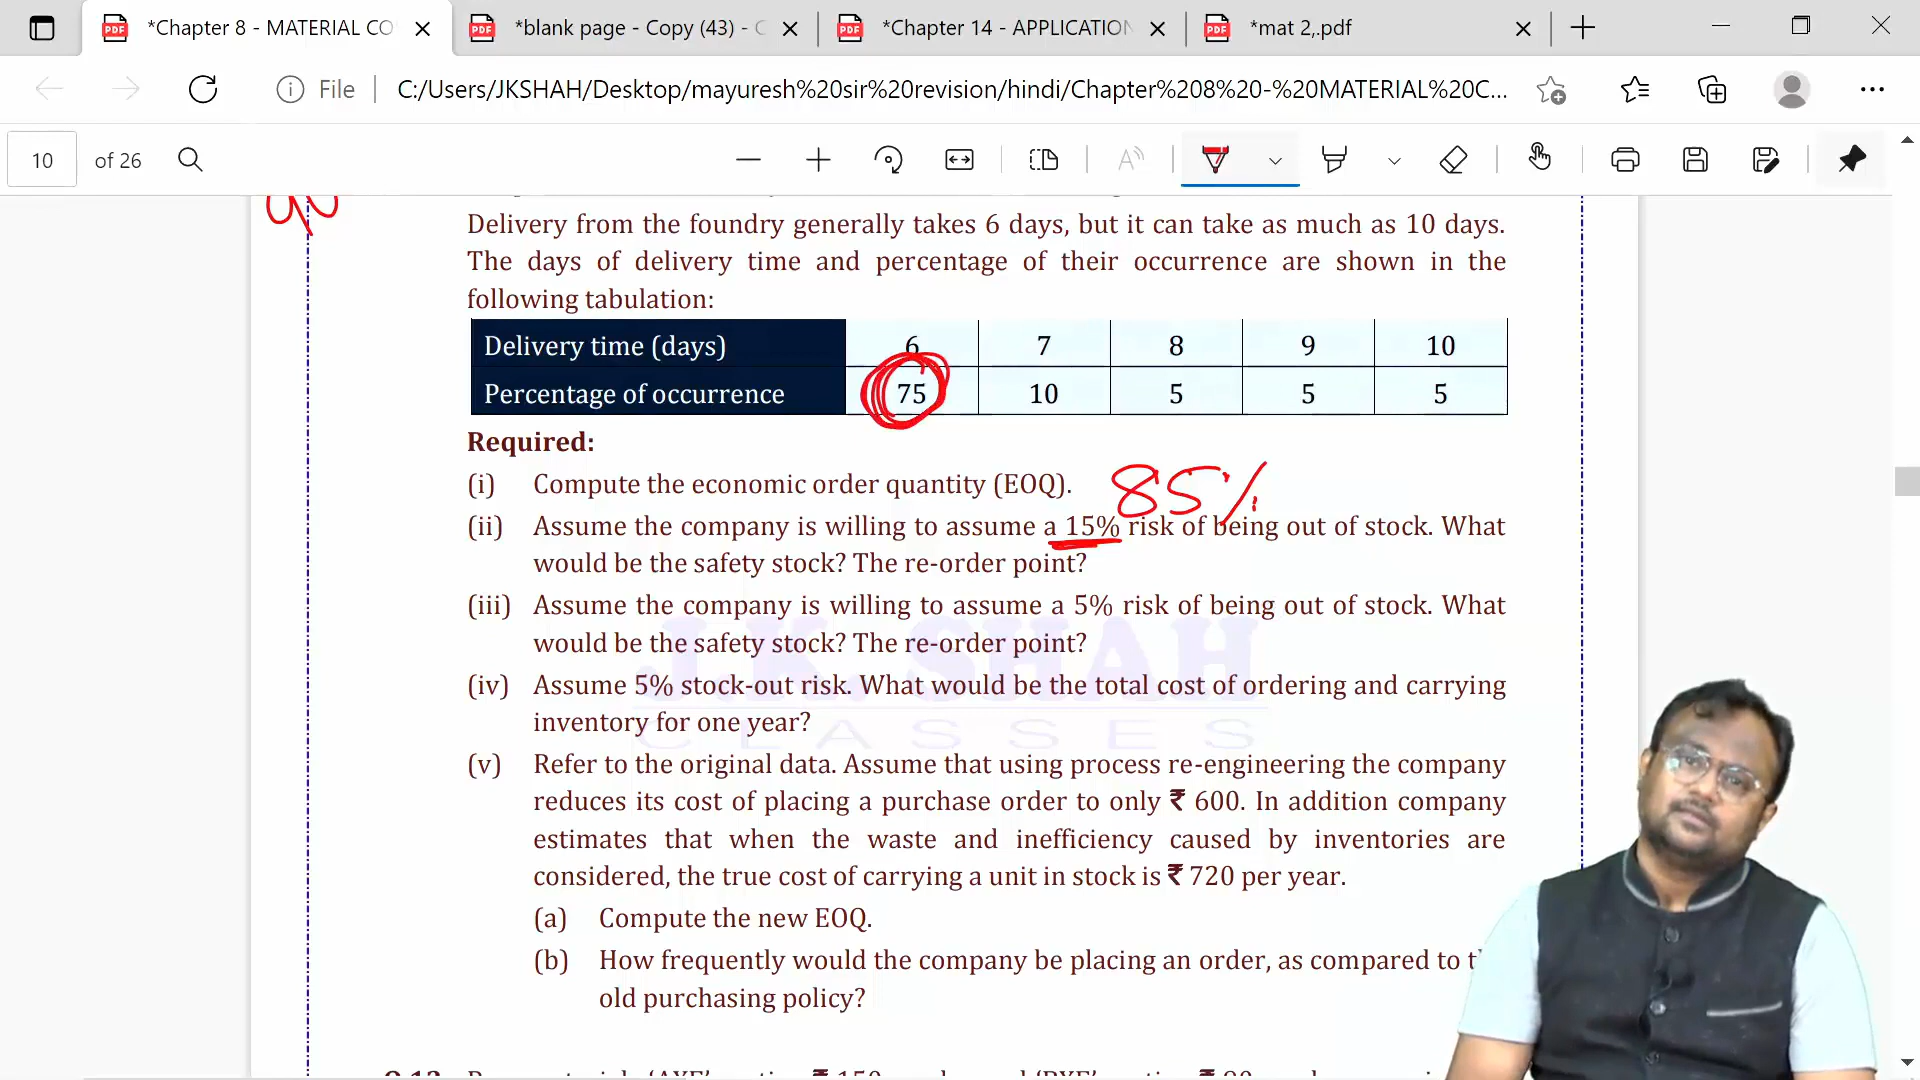 *Chapter 8 - MATERIAL CO
*blank page - Copy (43) - C
*Chapter 14 - APPLICATION
*mat 2,.pdf
File
C:/Users/JKSHAH/Desktop/mayuresh%20sir%20revision/hindi/Chapter%208%20-%20MATERIAL%20C...
10 of 26
Delivery from the foundry generally takes 6 days, but it can take as much as 10 days.
The days of delivery time and percentage of their occurrence are shown in the
following tabulation:
Delivery time (days) 6 7 8 9 10
Percentage of occurrence 75 10 5 5 5
Required:
(i) Compute the economic order quantity (EOQ). 85%
(ii) Assume the company is willing to assume a 15% risk of being out of stock. What
would be the safety stock? The re-order point?
(iii) Assume the company is willing to assume a 5% risk of being out of stock. What
would be the safety stock? The re-order point?
J.K. SHAH
CLASSES
(iv) Assume 5% stock-out risk. What would be the total cost of ordering and carrying
inventory for one year?
(v) Refer to the original data. Assume that using process re-engineering the company
reduces its cost of placing a purchase order to only ₹ 600. In addition company
estimates that when the waste and inefficiency caused by inventories are
considered, the true cost of carrying a unit in stock is ₹ 720 per year.
(a) Compute the new EOQ.
(b) How frequently would the company be placing an order, as compared to
old purchasing policy?